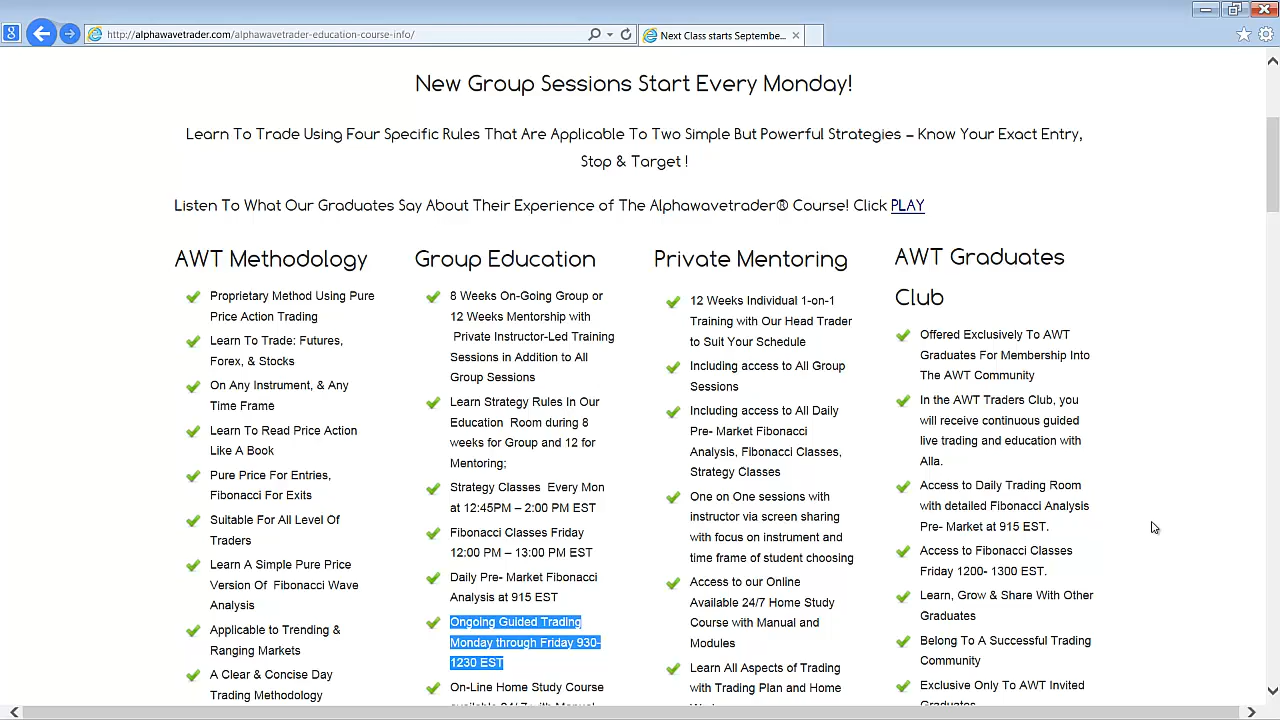 http://alphawavetrader.com/alphawavetrader-education-course-info/
Next Class starts Septembe...
New Group Sessions Start Every Monday!
Learn To Trade Using Four Specific Rules That Are Applicable To Two Simple But Powerful Strategies – Know Your Exact Entry,
Stop & Target !
Listen To What Our Graduates Say About Their Experience of The Alphawavetrader® Course! Click PLAY
AWT Methodology
Proprietary Method Using Pure
Price Action Trading
Learn To Trade: Futures,
Forex, & Stocks
On Any Instrument, & Any
Time Frame
Learn To Read Price Action
Like A Book
Pure Price For Entries,
Fibonacci For Exits
Suitable For All Level Of
Traders
Learn A Simple Pure Price
Version Of Fibonacci Wave
Analysis
Applicable to Trending &
Ranging Markets
A Clear & Concise Day
Trading Methodology
Group Education
8 Weeks On-Going Group or
12 Weeks Mentorship with
Private Instructor-Led Training
Sessions in Addition to All
Group Sessions
Learn Strategy Rules In Our
Education Room during 8
weeks for Group and 12 for
Mentoring;
Strategy Classes Every Mon
at 12:45PM – 2:00 PM EST
Fibonacci Classes Friday
12:00 PM – 13:00 PM EST
Daily Pre- Market Fibonacci
Analysis at 915 EST
Ongoing Guided Trading
Monday through Friday 930-
1230 EST
On-Line Home Study Course
available 24/7 with Manual
Private Mentoring
12 Weeks Individual 1-on-1
Training with Our Head Trader
to Suit Your Schedule
Including access to All Group
Sessions
Including access to All Daily
Pre- Market Fibonacci
Analysis, Fibonacci Classes,
Strategy Classes
One on One sessions with
instructor via screen sharing
with focus on instrument and
time frame of student choosing
Access to our Online
Available 24/7 Home Study
Course with Manual and
Modules
Learn All Aspects of Trading
with Trading Plan and Home
AWT Graduates
Club
Offered Exclusively To AWT
Graduates For Membership Into
The AWT Community
In the AWT Traders Club, you
will receive continuous guided
live trading and education with
Alla.
Access to Daily Trading Room
with detailed Fibonacci Analysis
Pre- Market at 915 EST.
Access to Fibonacci Classes
Friday 1200- 1300 EST.
Learn, Grow & Share With Other
Graduates
Belong To A Successful Trading
Community
Exclusive Only To AWT Invited
Graduates